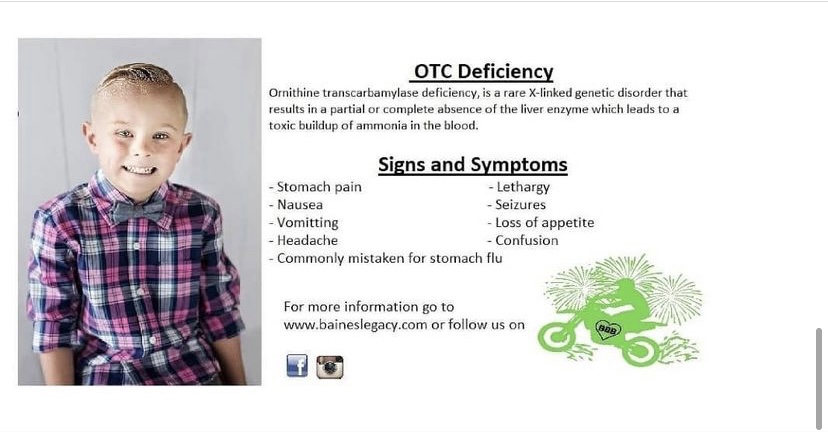 OTC Deficiency
Ornithine transcarbamylase deficiency, is a rare X-linked genetic disorder that
results in a partial or complete absence of the liver enzyme which leads to a
toxic buildup of ammonia in the blood.
Signs and Symptoms
- Stomach pain
- Nausea
- Vomitting
- Headache
- Commonly mistaken for stomach flu
- Lethargy
- Seizures
- Loss of appetite
- Confusion
For more information go to
www.baineslegacy.com or follow us on
f
BBB